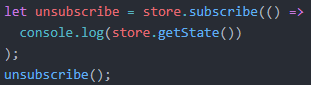 let unsubscribe = store.subscribe(() =>
  console.log(store.getState())
);
unsubscribe();